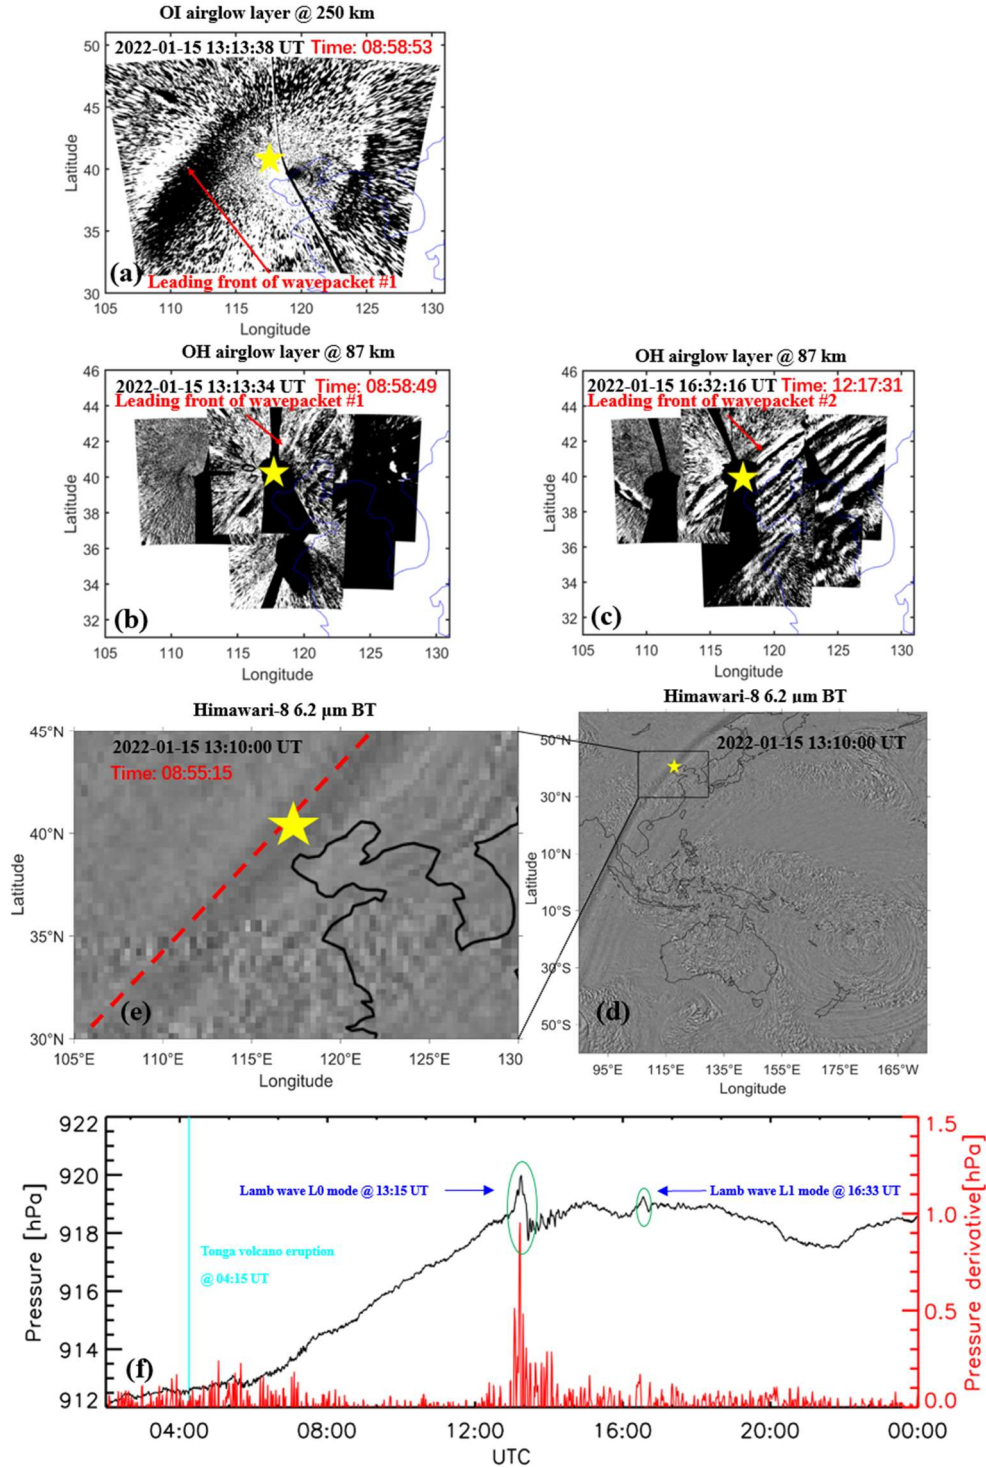 OI airglow layer @ 250 km
2022-01-15 13:13:38 UT Time: 08:58:53
50
45
40
35
30
Latitude
(a)
Leading front of wavepacket #1
105 110 115 120 125 130
Longitude
OH airglow layer @ 87 km
2022-01-15 13:13:34 UT Time: 08:58:49
Leading front of wavepacket #1
46
44
42
40
38
36
34
32
Latitude
(b)
105 110 115 120 125 130
Longitude
OH airglow layer @ 87 km
2022-01-15 16:32:16 UT Time: 12:17:31
Leading front of wavepacket #2
46
44
42
40
38
36
34
32
Latitude
(c)
105 110 115 120 125 130
Longitude
Himawari-8 6.2 µm BT
2022-01-15 13:10:00 UT
Time: 08:55:15
45°N
40°N
35°N
30°N
Latitude
(e)
105°E 110°E 115°E 120°E 125°E 130
Longitude
Himawari-8 6.2 µm BT
2022-01-15 13:10:00 UT
50°N
30°N
10°N
10°S
30°S
50°S
Latitude
(d)
95°E 115°E 135°E 155°E 175°E 165°W
Longitude
922
920
918
916
914
912
Pressure [hPa]
Lamb wave L0 mode @ 13:15 UT
Lamb wave L1 mode @ 16:33 UT
Tonga volcano eruption
@ 04:15 UT
(f)
1.5
1.0
0.5
0.0
Pressure derivative[hPa]
04:00 08:00 12:00 16:00 20:00 00:00
UTC